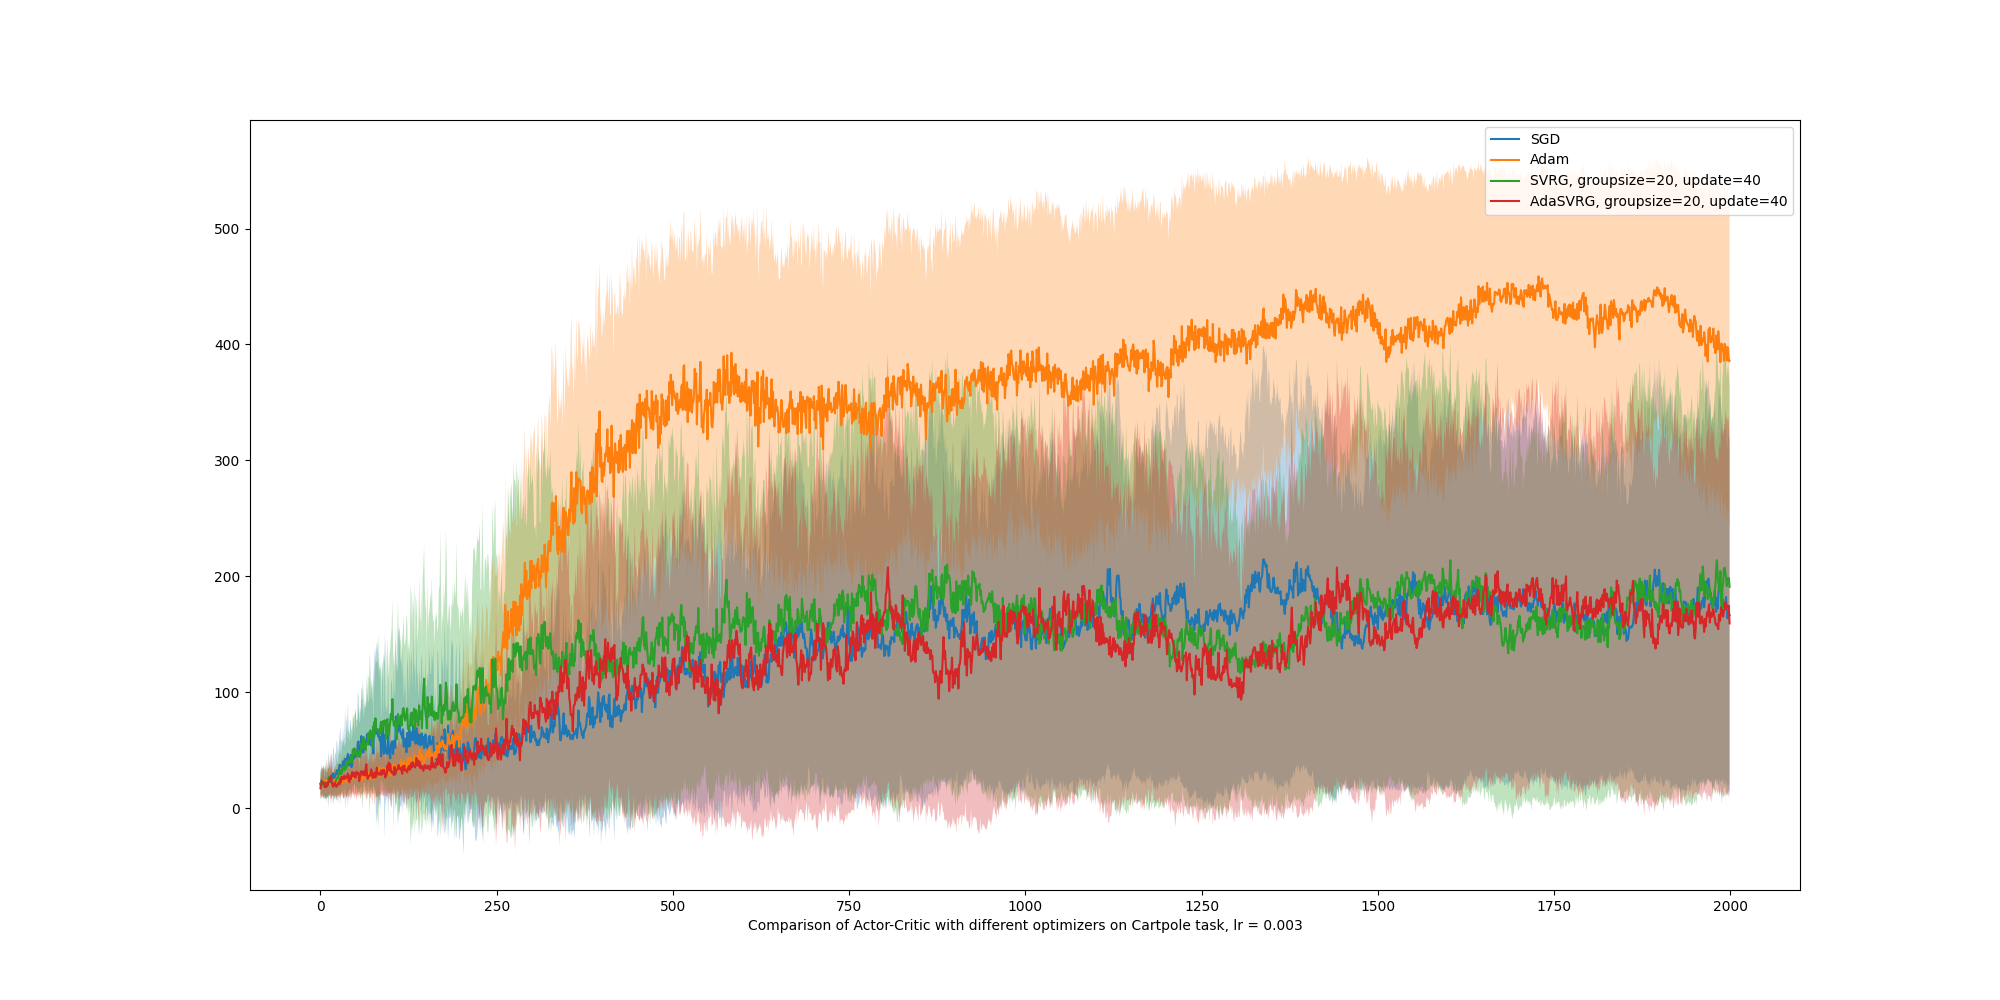 SGD
Adam
SVRG, groupsize=20, update=40
AdaSVRG, groupsize=20, update=40
500
400
300
200
100
0
0 250 500 750 1000 1250 1500 1750 2000
Comparison of Actor-Critic with different optimizers on Cartpole task, lr = 0.003